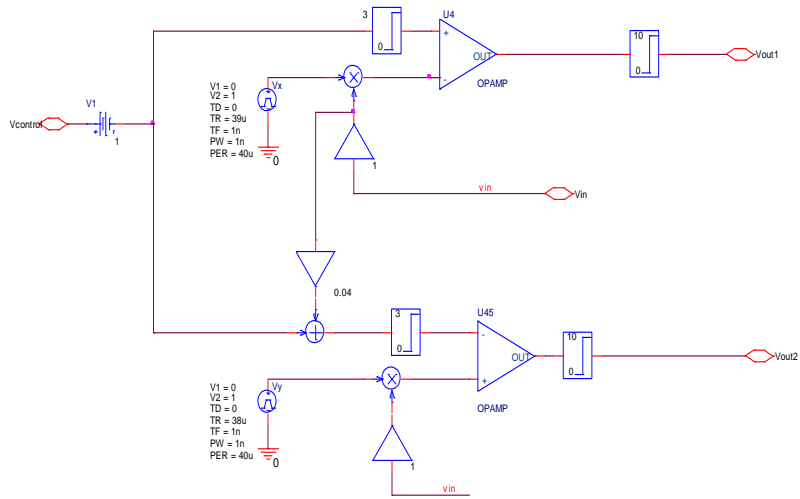 3
0
U4
+
-
OUT
OPAMP
10
0
Vout1
V1 = 0
V2 = 1
TD = 0
TR = 39u
TF = 1n
PW = 1n
PER = 40u
Vx
0
1
V1
+
-
1
Vcontrol
vin
Vin
0.04
3
0
U45
-
+
OUT
OPAMP
10
0
Vout2
V1 = 0
V2 = 1
TD = 0
TR = 38u
TF = 1n
PW = 1n
PER = 40u
Vy
0
1
vin